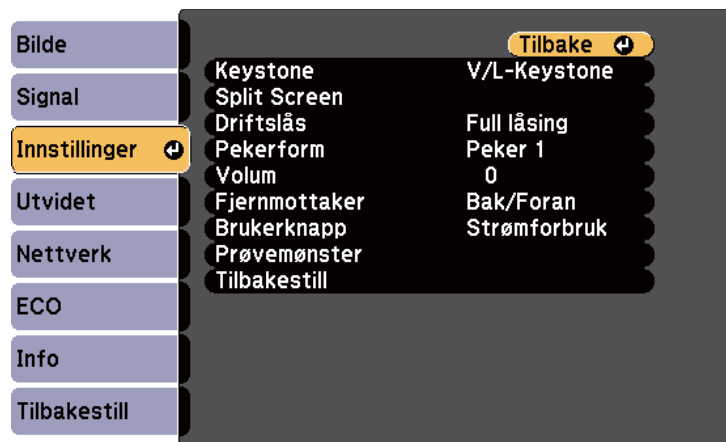 Bilde
Signal
Innstillinger
Utvidet
Nettverk
ECO
Info
Tilbakestill
Tilbake
Keystone V/L-Keystone
Split Screen
Driftslås Full låsing
Pekerform Peker 1
Volum 0
Fjernmottaker Bak/Foran
Brukerknapp Strømforbruk
Prøvemønster
Tilbakestill